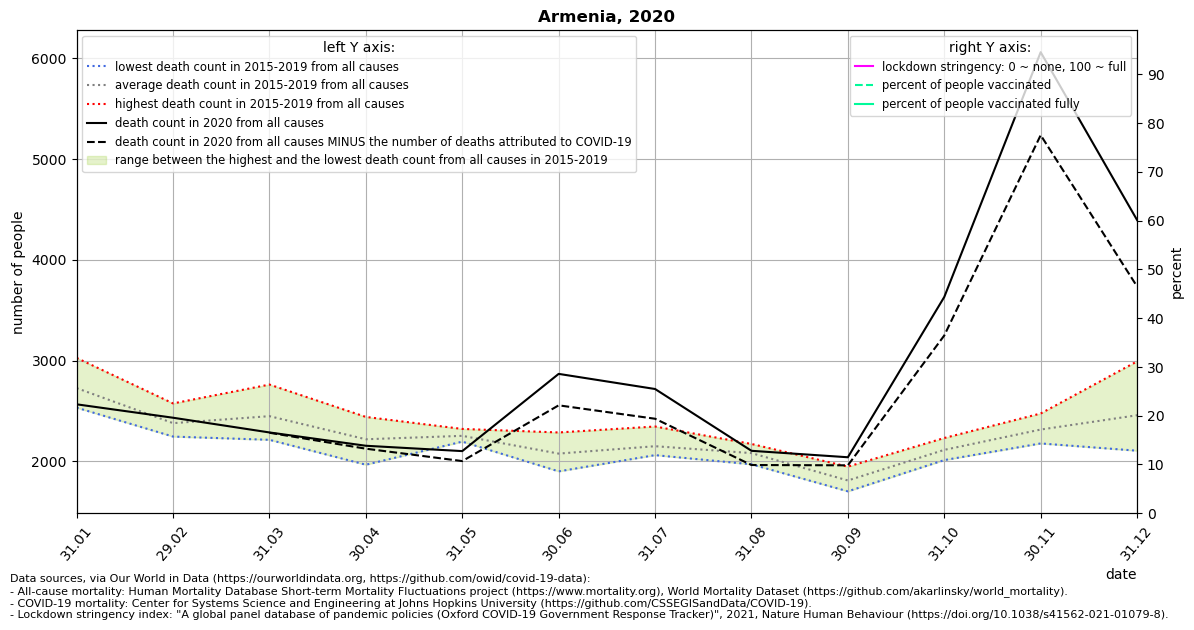 Armenia, 2020
left Y axis:
lowest death count in 2015-2019 from all causes
average death count in 2015-2019 from all causes
highest death count in 2015-2019 from all causes
death count in 2020 from all causes
death count in 2020 from all causes MINUS the number of deaths attributed to COVID-19
range between the highest and the lowest death count from all causes in 2015-2019
right Y axis:
lockdown stringency: 0 ~ none, 100 ~ full
percent of people vaccinated
percent of people vaccinated fully
number of people
6000
5000
4000
3000
2000
percent
90
80
70
60
50
40
30
20
10
0
31.01
29.02
31.03
30.04
31.05
30.06
31.07
31.08
30.09
31.10
30.11
31.12
date
Data sources, via Our World in Data (https://ourworldindata.org, https://github.com/owid/covid-19-data):
- All-cause mortality: Human Mortality Database Short-term Mortality Fluctuations project (https://www.mortality.org), World Mortality Dataset (https://github.com/akarlinsky/world_mortality).
- COVID-19 mortality: Center for Systems Science and Engineering at Johns Hopkins University (https://github.com/CSSEGISandData/COVID-19).
- Lockdown stringency index: "A global panel database of pandemic policies (Oxford COVID-19 Government Response Tracker)", 2021, Nature Human Behaviour (https://doi.org/10.1038/s41562-021-01079-8).